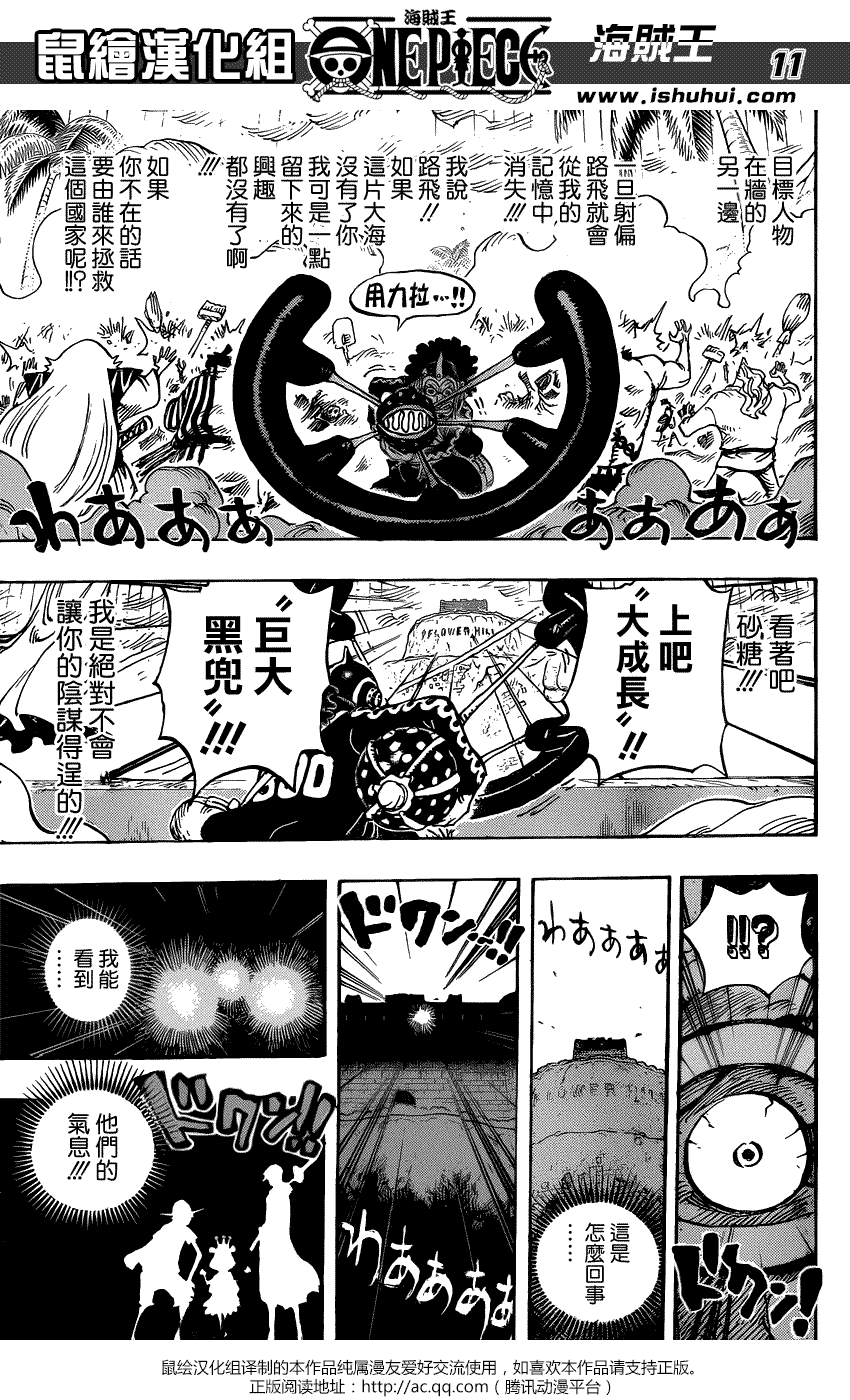 鼠繪漢化組
海賊王
ONE PIECE
海賊王
11
www.ishuhui.com
目標人物
在牆的
另一邊
一旦射偏
路飛就會
從我的
記憶中
消失!!!
我說
路飛!!
如果
這片大海
沒有了你
我可是一點
留下來的
興趣
都沒有了啊
!!!
如果
你不在的話
要由誰來拯救
這個國家呢!!?
用力拉…!!
わあぁあぁ
あぁあぁ
看著吧
砂糖!!!
上吧
〝大成長〟!!
FLOWER HILL
〝巨大
黑兜〟!!!
我是絕對不會
讓你的陰謀得逞的!!!
!!?
ドクン!
わあぁあぁ
FLOWER HILL
這是
怎麼回事
……
ドクン…!!
わあぁあぁ
我能
看到
……
ドクン!!
他們的
氣息!!!
鼠绘汉化组译制的本作品纯属漫友爱好交流使用，如喜欢本作品请支持正版。
正版阅读地址：http://ac.qq.com（腾讯动漫平台）